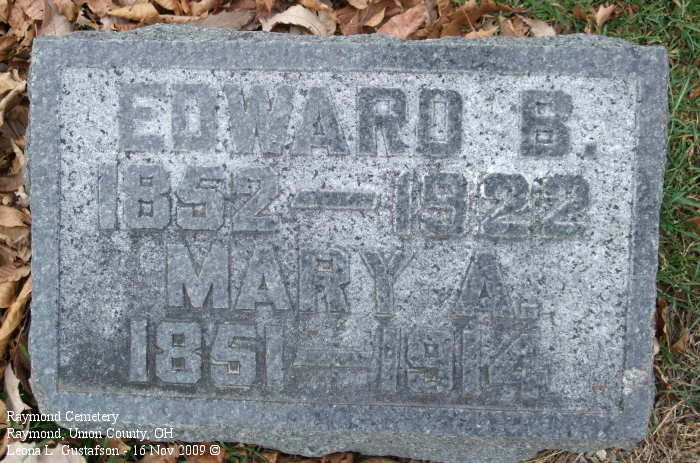 EDWARD B.
1852 — 1922
MARY A.
1851 — 1914
Raymond Cemetery
Raymond, Union County, OH
Leona L. Gustafson - 16 Nov 2009 ©